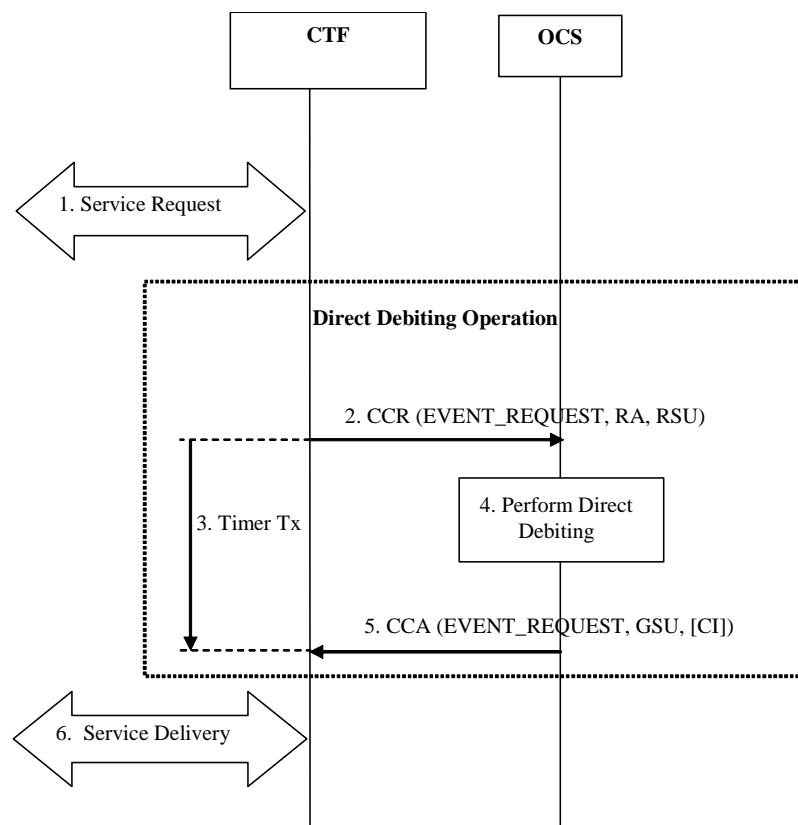 CTF
OCS
1. Service Request
Direct Debiting Operation
2. CCR (EVENT_REQUEST, RA, RSU)
3. Timer Tx
4. Perform Direct
Debiting
5. CCA (EVENT_REQUEST, GSU, [CI])
6. Service Delivery